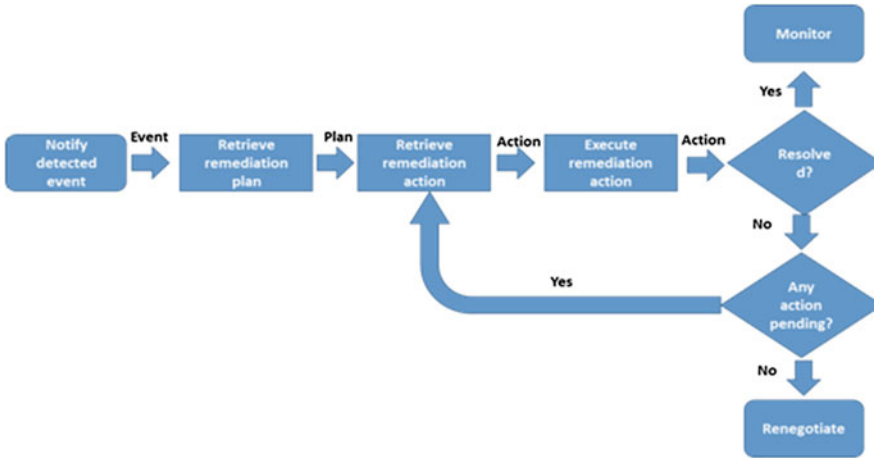 Monitor
Yes
Notify
detected
event
Event
Retrieve
remediation
plan
Plan
Retrieve
remediation
action
Action
Execute
remediation
action
Action
Resolve
d?
No
Any
action
pending?
Yes
No
Renegotiate